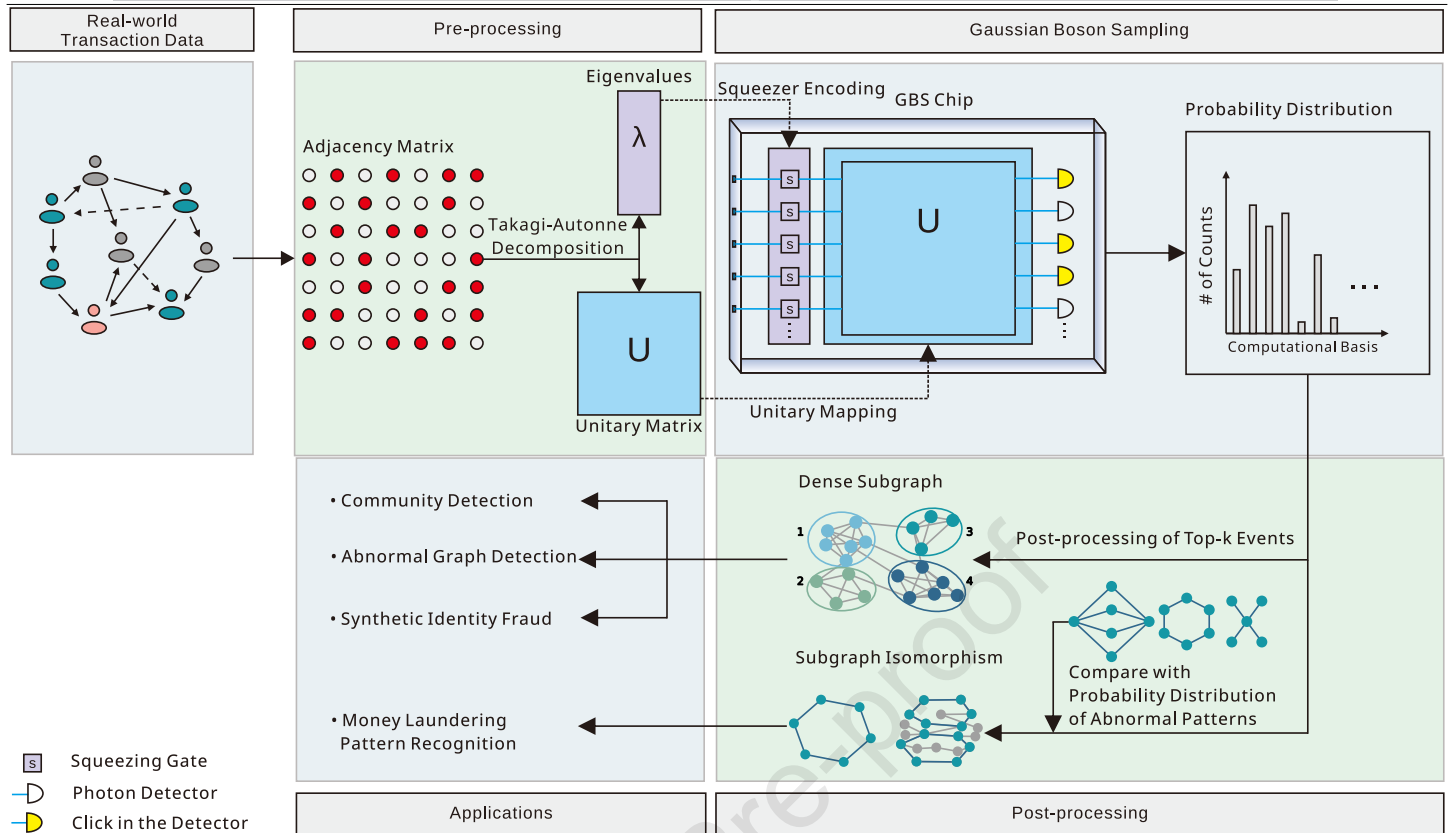 Real-world
Transaction Data
Pre-processing
Gaussian Boson Sampling
Eigenvalues
λ
Adjacency Matrix
Takagi-Autonne
Decomposition
U
Unitary Matrix
Squeezer Encoding
GBS Chip
s
s
s
s
s
U
Unitary Mapping
Probability Distribution
# of Counts
...
Computational Basis
Dense Subgraph
1
2
3
4
Post-processing of Top-k Events
Subgraph Isomorphism
Compare with
Probability Distribution
of Abnormal Patterns
• Community Detection
• Abnormal Graph Detection
• Synthetic Identity Fraud
• Money Laundering
Pattern Recognition
s Squeezing Gate
Photon Detector
Click in the Detector
Applications
Post-processing
re-proof